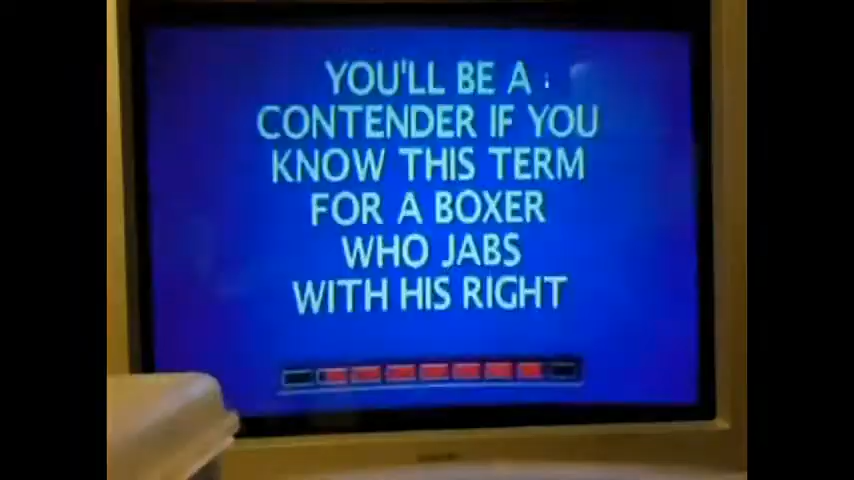 YOU'LL BE A
CONTENDER IF YOU
KNOW THIS TERM
FOR A BOXER
WHO JABS
WITH HIS RIGHT